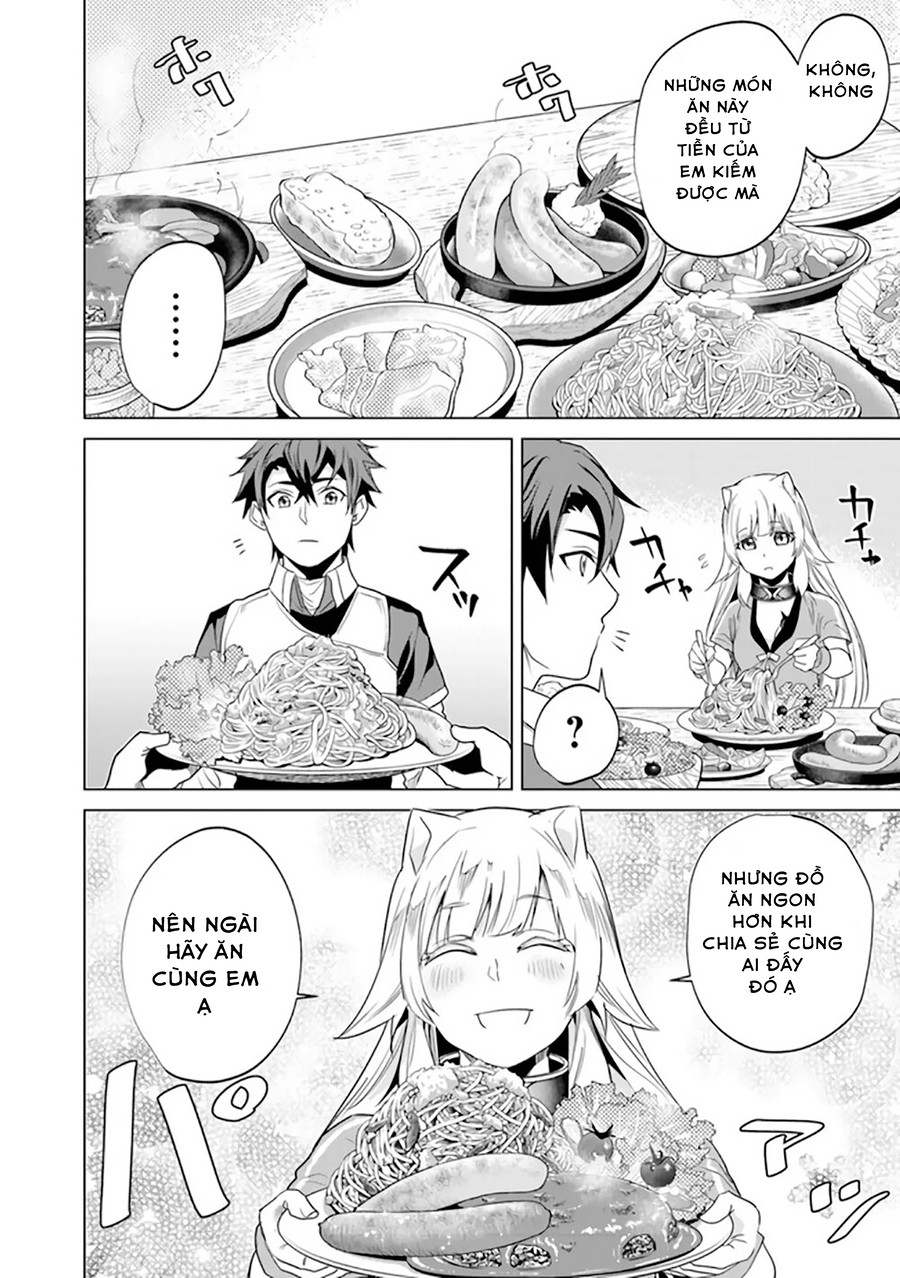 KHÔNG,
KHÔNG
NHỮNG MÓN
ĂN NÀY
ĐỀU TỪ
TIỀN CỦA
EM KIẾM
ĐƯỢC MÀ
ホク
ホク
......
カチャ
カチャ
?
スッ
NHƯNG ĐỒ
ĂN NGON
HƠN KHI
CHIA SẺ CÙNG
AI ĐẤY
ĐÓ Ạ
NÊN NGÀI
HÃY ĂN
CÙNG EM
Ạ
パアッ